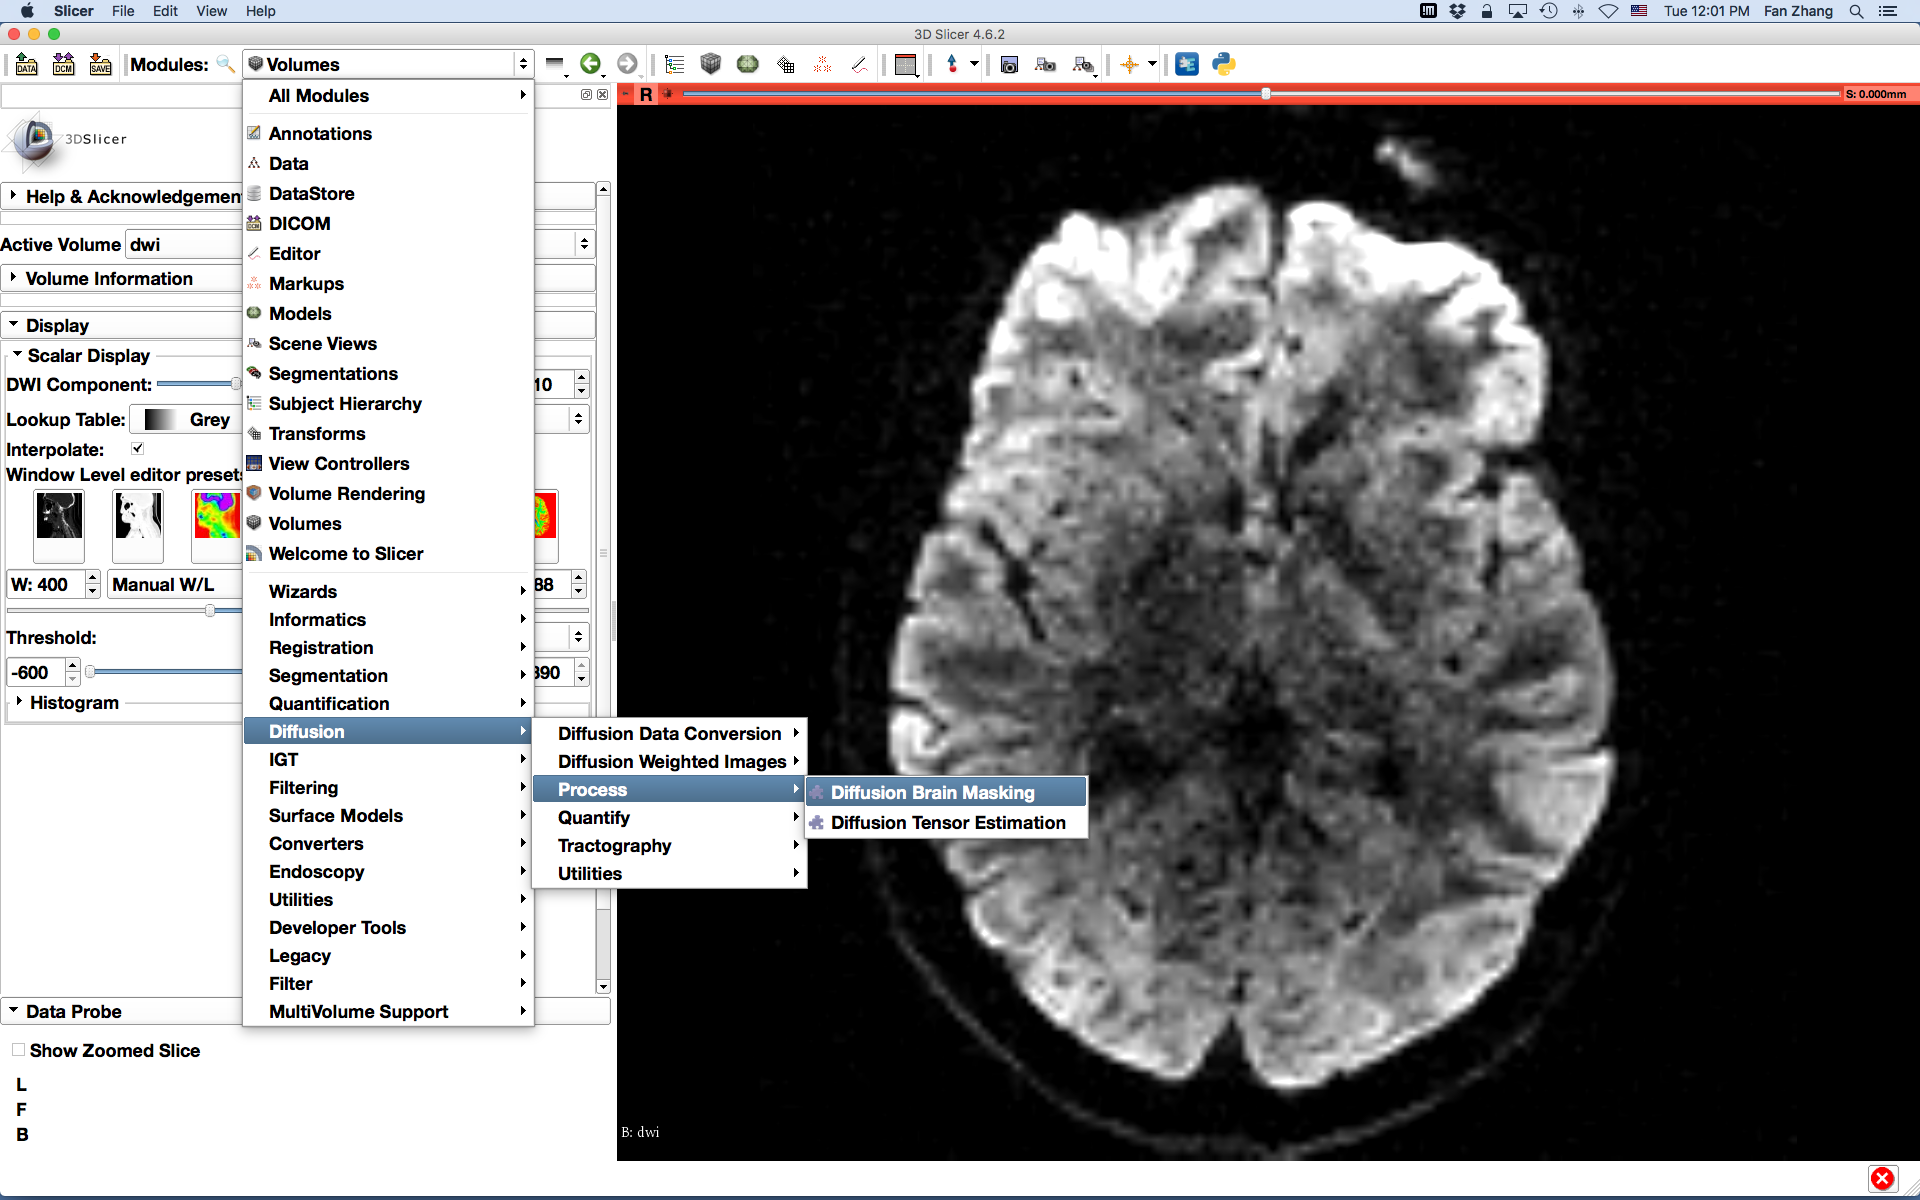 Slicer File Edit View Help Tue 12:01 PM Fan Zhang
3D Slicer 4.6.2
DATA DCM SAVE Modules: Volumes
R S: 0.000mm
3DSlicer
Help & Acknowledgemen
Active Volume dwi
Volume Information
Display
Scalar Display
DWI Component: 10
Lookup Table: Grey
Interpolate:
Window Level editor presets
W: 400 Manual W/L 88
Threshold:
-600 390
Histogram
Data Probe
Show Zoomed Slice
L
F
B
All Modules
Annotations
Data
DataStore
DICOM
Editor
Markups
Models
Scene Views
Segmentations
Subject Hierarchy
Transforms
View Controllers
Volume Rendering
Volumes
Welcome to Slicer
Wizards
Informatics
Registration
Segmentation
Quantification
Diffusion
IGT
Filtering
Surface Models
Converters
Endoscopy
Utilities
Developer Tools
Legacy
Filter
MultiVolume Support
Diffusion Data Conversion
Diffusion Weighted Images
Process
Quantify
Tractography
Utilities
Diffusion Brain Masking
Diffusion Tensor Estimation
B: dwi